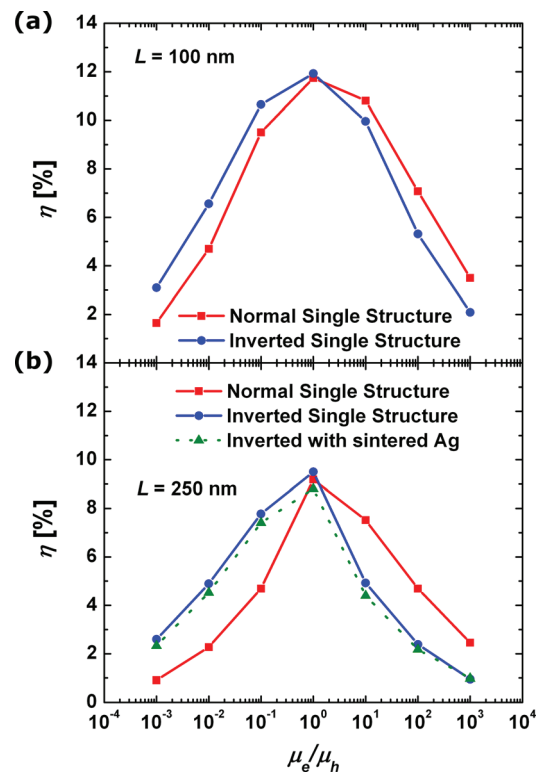 (a)
14
L = 100 nm
12
10
8
η [%]
6
4
2
Normal Single Structure
Inverted Single Structure
(b)
14
Normal Single Structure
12
Inverted Single Structure
Inverted with sintered Ag
10
L = 250 nm
8
η [%]
6
4
2
0
10⁻⁴ 10⁻³ 10⁻² 10⁻¹ 10⁰ 10¹ 10² 10³ 10⁴
μₑ/μₕ